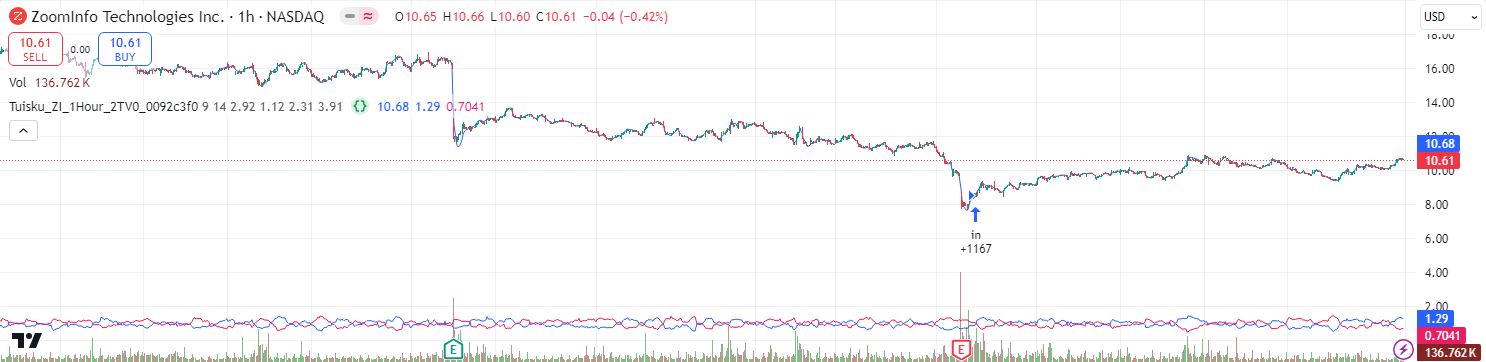 ZoomInfo Technologies Inc. · 1h · NASDAQ O10.65 H10.66 L10.60 C10.61 −0.04 (−0.42%)
USD
10.61 SELL
0.00
10.61 BUY
Vol 136.762 K
Tuisku_ZI_1Hour_2TV0_0092c3f0 9 14 2.92 1.12 2.31 3.91 {} 10.68 1.29 0.7041
18.00
16.00
14.00
12.00
10.68
10.61
10.00
8.00
6.00
4.00
2.00
1.29
0.7041
136.762 K
in
+1167
E
E